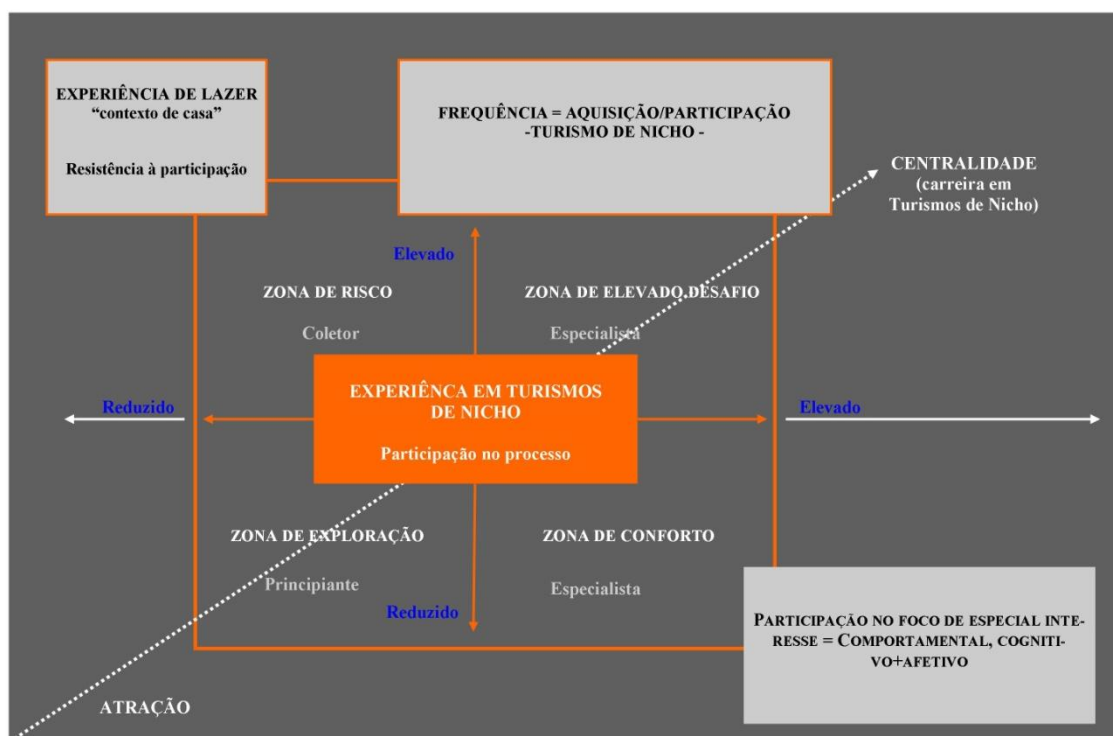 EXPERIÊNCIA DE LAZER
“contexto de casa”
Resistência à participação
FREQUÊNCIA = AQUISIÇÃO/PARTICIPAÇÃO
-TURISMO DE NICHO -
CENTRALIDADE
(carreira em
Turismos de Nicho)
Elevado
ZONA DE RISCO
ZONA DE ELEVADO DESAFIO
Coletor
Especialista
EXPERIÊNCA EM TURISMOS
DE NICHO
Participação no processo
Reduzido
Elevado
ZONA DE EXPLORAÇÃO
ZONA DE CONFORTO
Principiante
Especialista
Reduzido
PARTICIPAÇÃO NO FOCO DE ESPECIAL INTE-
RESSE = COMPORTAMENTAL, COGNITI-
VO+AFETIVO
ATRAÇÃO